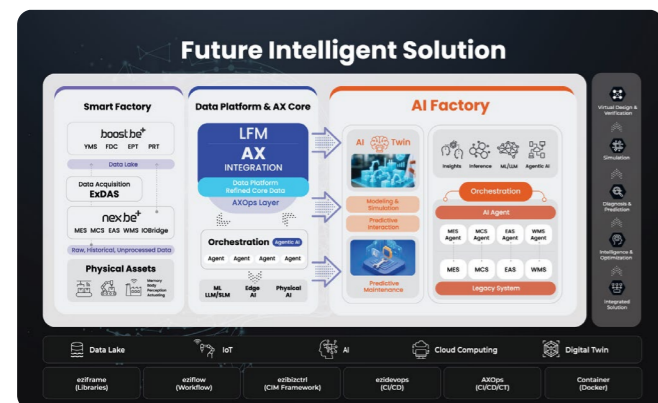 Future Intelligent Solution
Smart Factory
boost.be+
YMS FDC EPT PRT
Data Lake
Data Acquisition
ExDAS
nex.be+
MES MCS EAS WMS IOBridge
Raw, Historical, Unprocessed Data
Physical Assets
Memory
Body
Perception
Actuating
Data Platform & AX Core
LFM
AX
INTEGRATION
Data Platform
Refined Core Data
AXOps Layer
Orchestration Agentic AI
Agent Agent Agent Agent
ML
LLM/SLM
Edge
AI
Physical
AI
AI Factory
AI Twin
Modeling &
Simulation
Predictive
Interaction
Predictive
Maintenance
Insights Inference ML/LLM Agentic AI
Orchestration
AI Agent
MES
Agent
MCS
Agent
EAS
Agent
WMS
Agent
MES MCS EAS WMS
Legacy System
Virtual Design &
Verification
Simulation
Diagnosis &
Prediction
Intelligence &
Optimization
Integrated
Solution
Data Lake IoT AI Cloud Computing Digital Twin
eziframe
(Libraries)
eziflow
(Workflow)
ezibizctrl
(CIM Framework)
ezidevops
(CI/CD)
AXOps
(CI/CD/CT)
Container
(Docker)